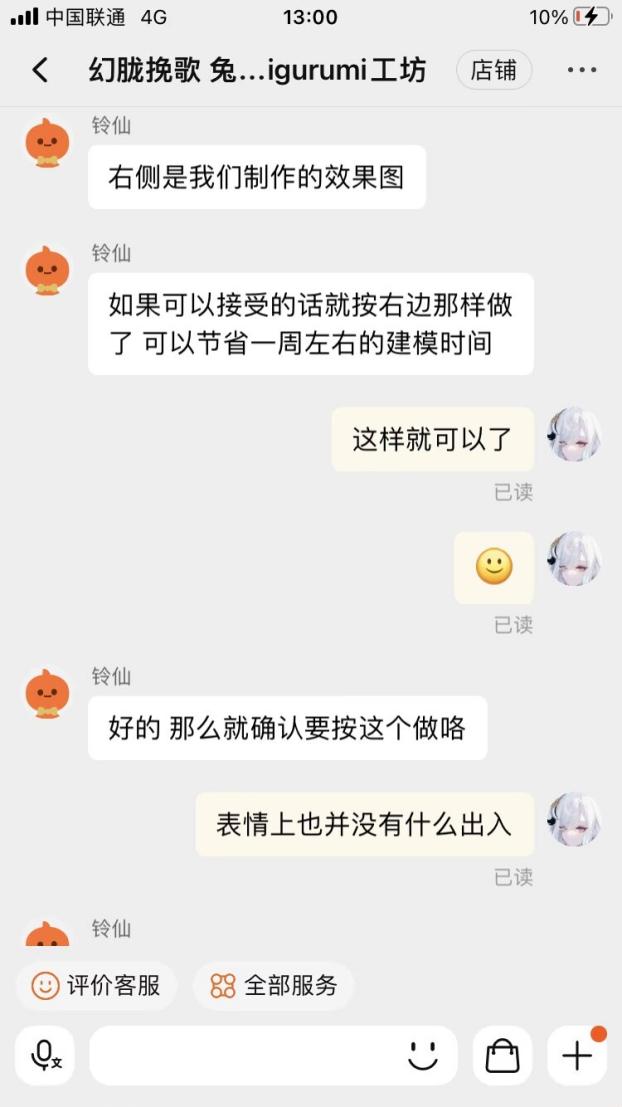 中国联通 4G 13:00 10%
幻胧挽歌 兔...igurumi工坊 店铺
铃仙
右侧是我们制作的效果图
铃仙
如果可以接受的话就按右边那样做
了 可以节省一周左右的建模时间
这样就可以了
已读
已读
铃仙
好的 那么就确认要按这个做咯
表情上也并没有什么出入
已读
铃仙
评价客服 全部服务
文